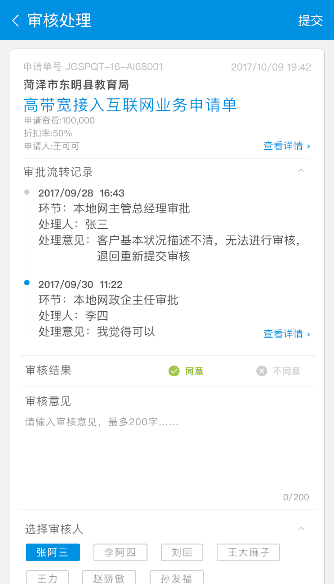 审核处理 提交
申请单号 JGSPQT-16-AI68001 2017/10/09 19:42
菏泽市东明县教育局
高带宽接入互联网业务申请单
申请资费:100,000
折扣率:50%
申请人:王可可 查看详情 ›
审批流转记录
2017/09/28 16:43
环节：本地网主管总经理审批
处理人：张三
处理意见：客户基本状况描述不清，无法进行审核，
退回重新提交审核
2017/09/30 11:22
环节：本地网政企主任审批
处理人：李四
处理意见：我觉得可以 查看详情 ›
审核结果 同意 不同意
审核意见
请输入审核意见，最多200字……
0/200
选择审核人
张阿三 李阿四 刘回 王大麻子
王力 赵骄傲 孙发福